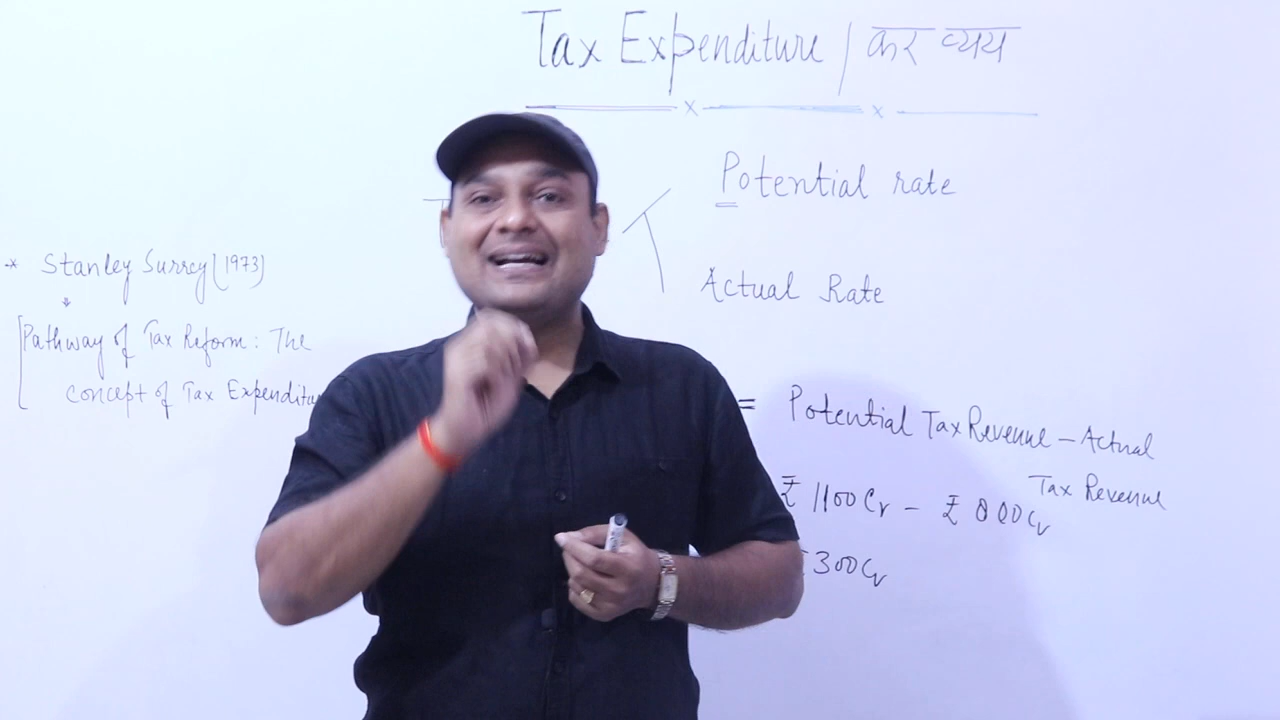 Tax Expenditure / कर व्यय
Potential rate
Actual Rate
* Stanley Surrey (1973)
[Pathway of Tax Reform: The
concept of Tax Expenditu
= Potential Tax Revenue - Actual
Tax Revenue
₹ 1100 Cr - ₹ 800 Cr
300 Cr